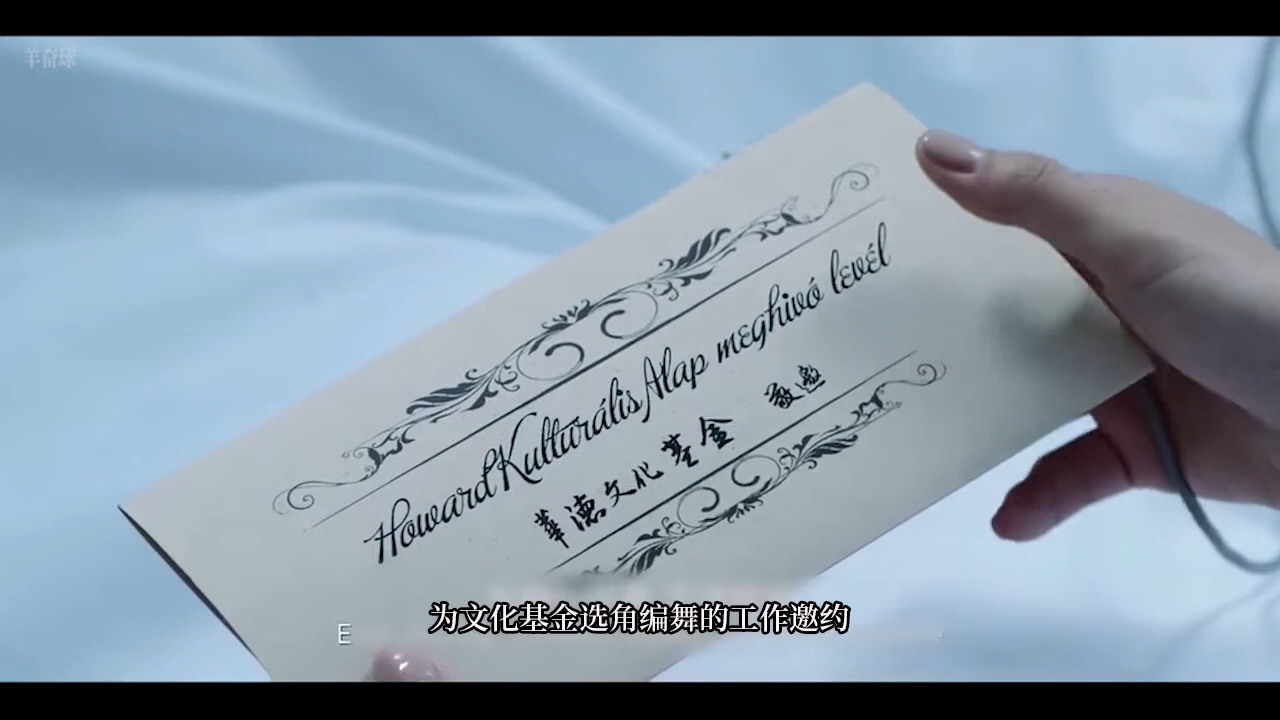 羊奋球
Howard Kulturális Alap meghívó levél
華德文化基金 敬邀
为文化基金选角编舞的工作邀约
E